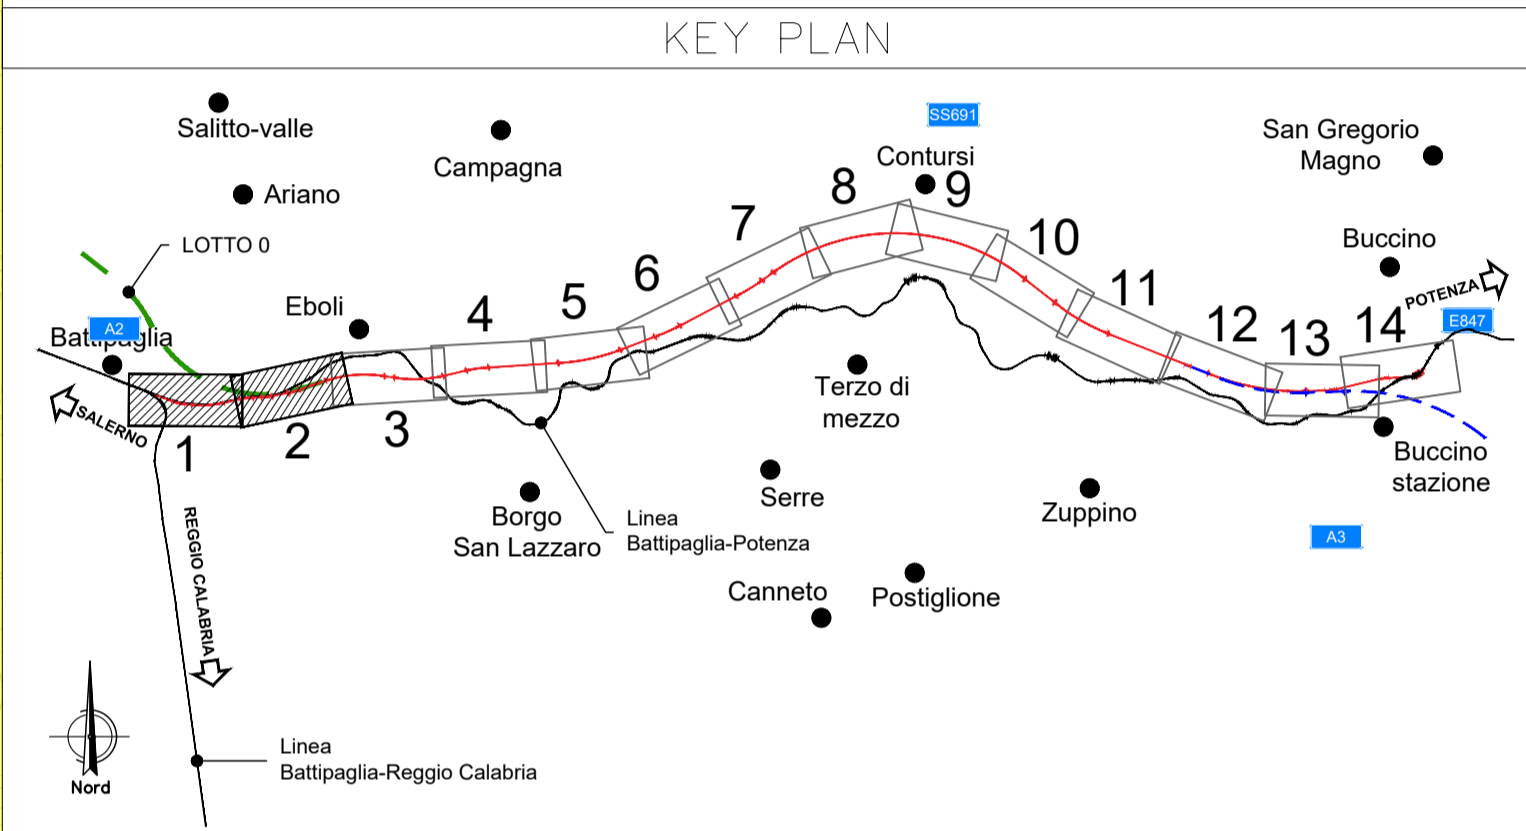 KEY PLAN
Salitto-valle
Campagna
SS691
Contursi
San Gregorio
Magno
Ariano
LOTTO 0
Eboli
Battipaglia
A2
Buccino
POTENZA
E847
SALERNO
1
2
3
4
5
6
7
8
9
10
11
12
13
14
Terzo di
mezzo
Buccino
stazione
Serre
Zuppino
Borgo
San Lazzaro
Linea
Battipaglia-Potenza
A3
REGGIO CALABRIA
Canneto
Postiglione
Linea
Battipaglia-Reggio Calabria
Nord